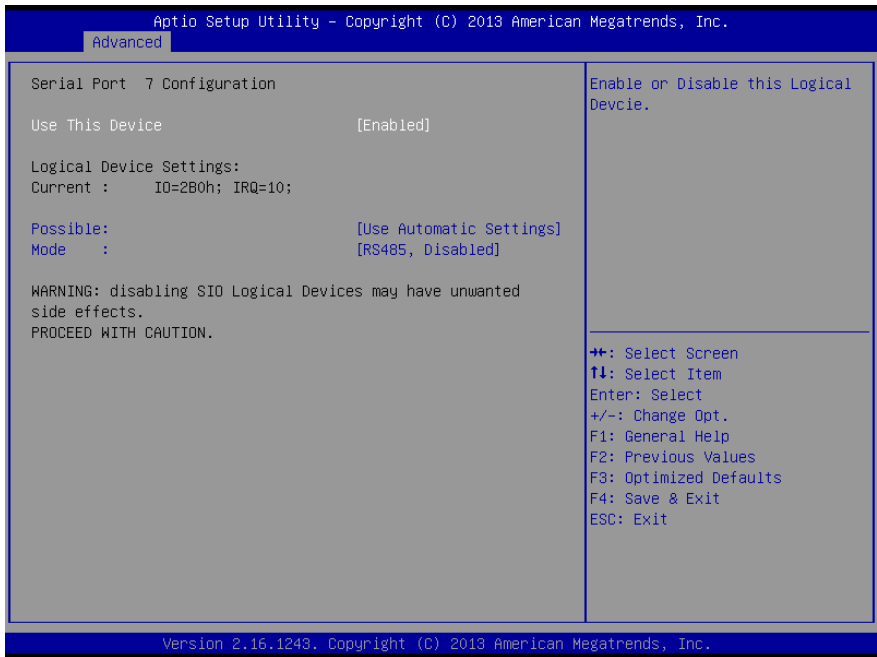 Aptio Setup Utility – Copyright (C) 2013 American Megatrends, Inc.
Advanced
Serial Port 7 Configuration
Use This Device [Enabled]
Logical Device Settings:
Current : IO=2B0h; IRQ=10;
Possible: [Use Automatic Settings]
Mode : [RS485, Disabled]
WARNING: disabling SIO Logical Devices may have unwanted
side effects.
PROCEED WITH CAUTION.
Enable or Disable this Logical
Devcie.
→←: Select Screen
↑↓: Select Item
Enter: Select
+/-: Change Opt.
F1: General Help
F2: Previous Values
F3: Optimized Defaults
F4: Save & Exit
ESC: Exit
Version 2.16.1243. Copyright (C) 2013 American Megatrends, Inc.